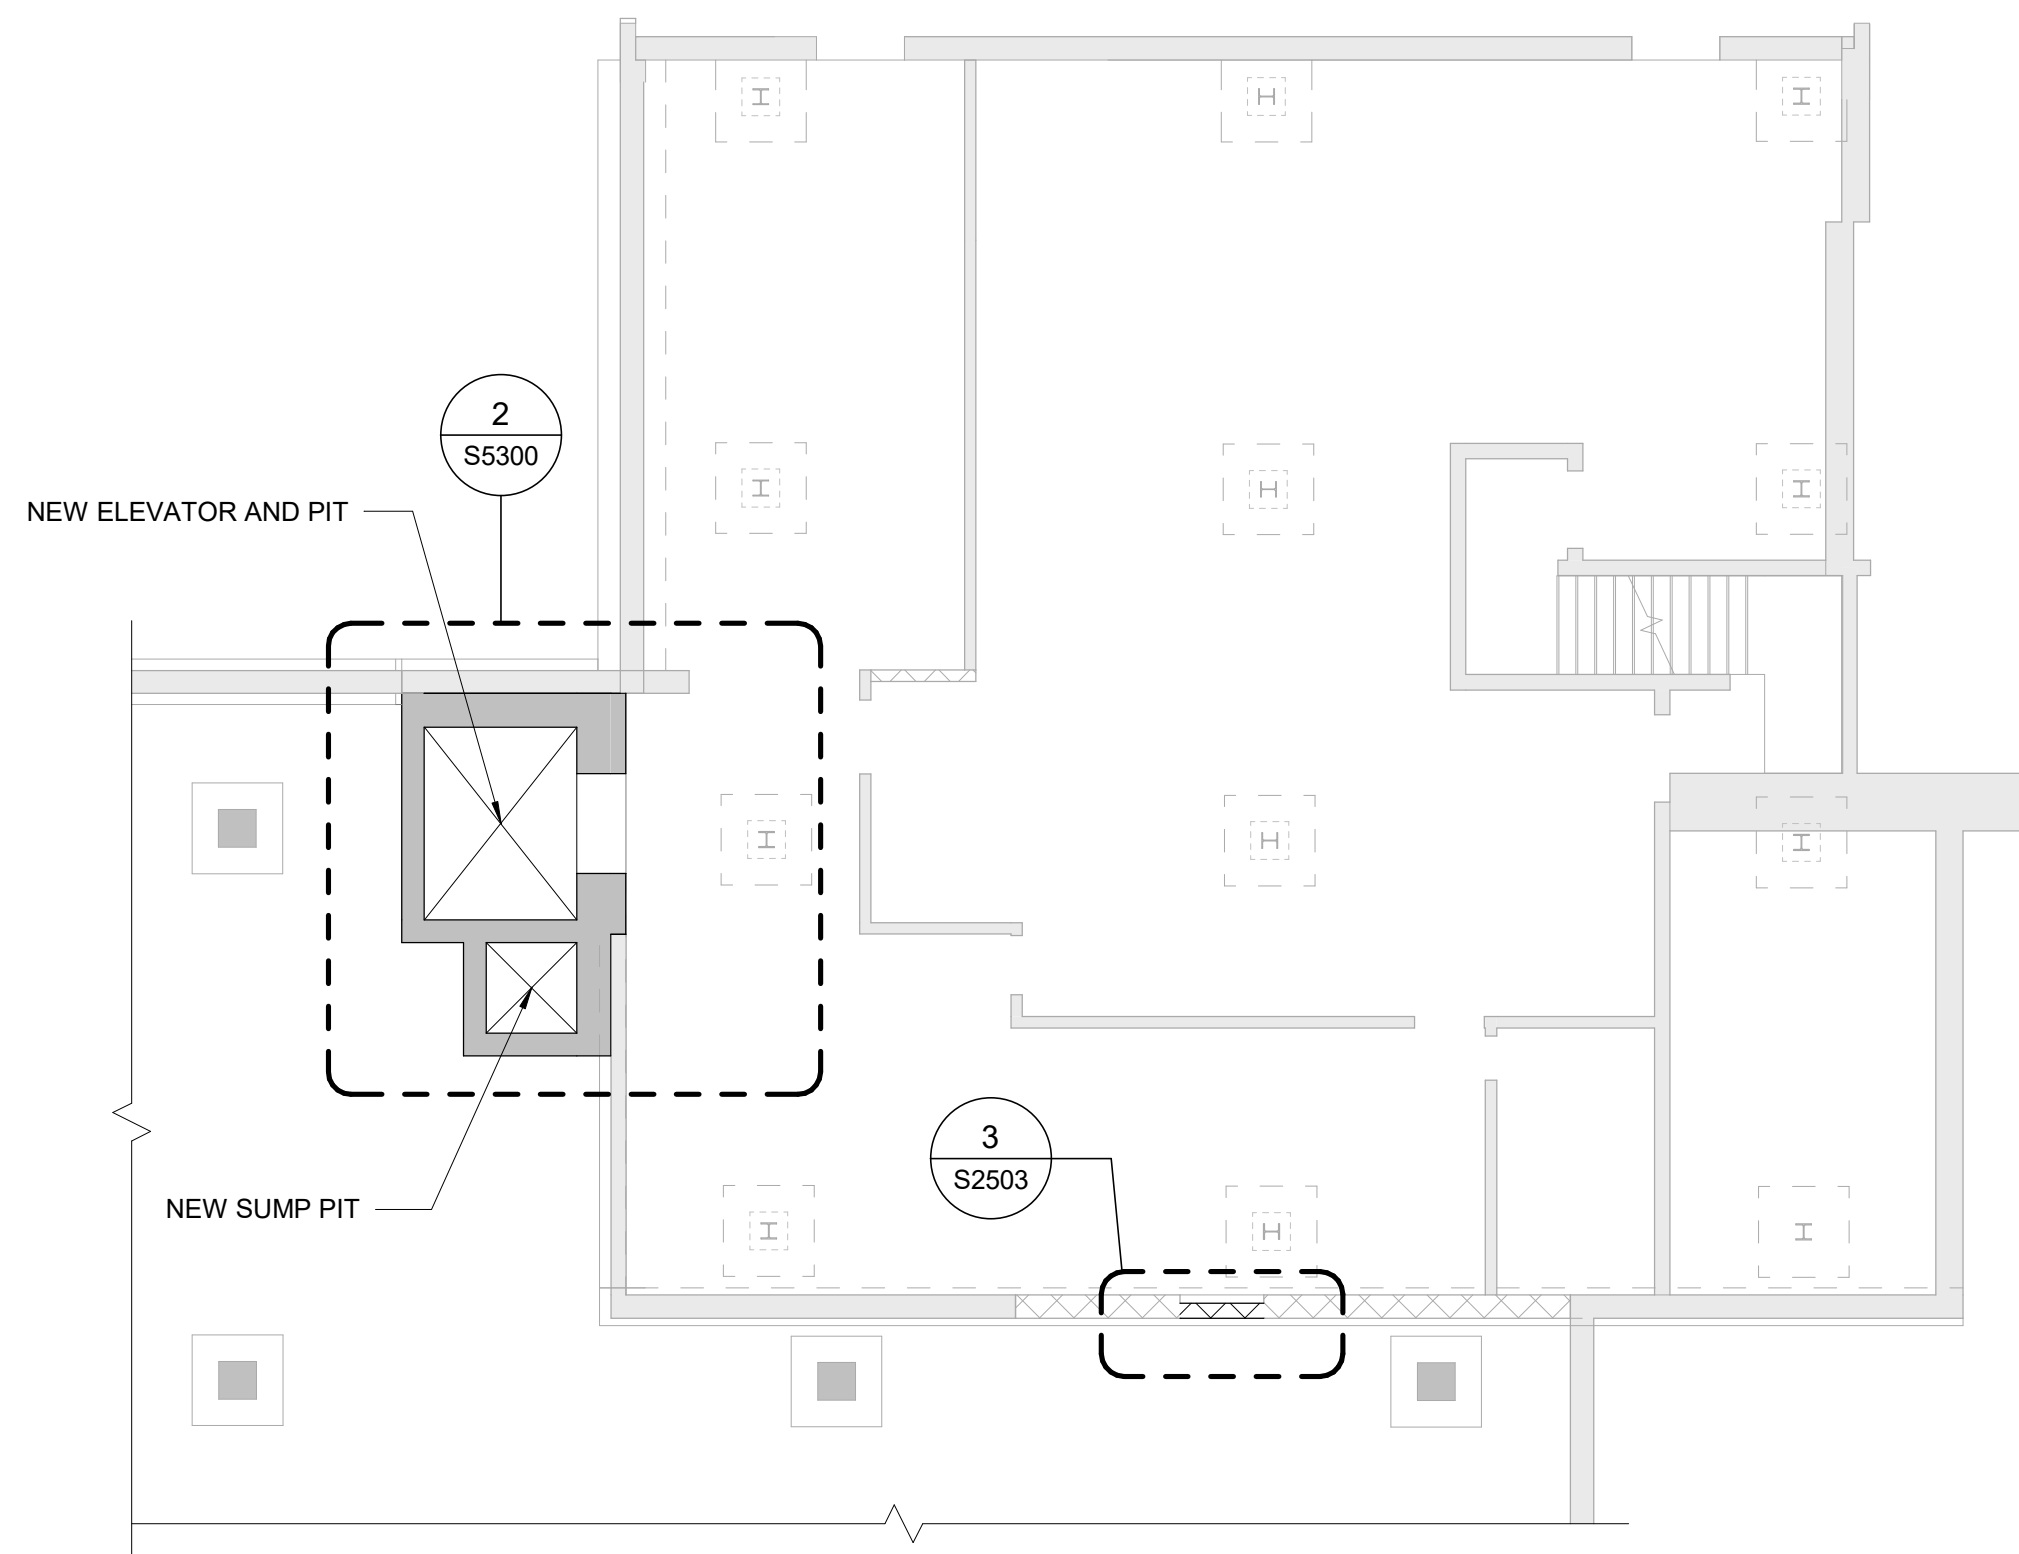 2
S5300
NEW ELEVATOR AND PIT
3
S2503
NEW SUMP PIT